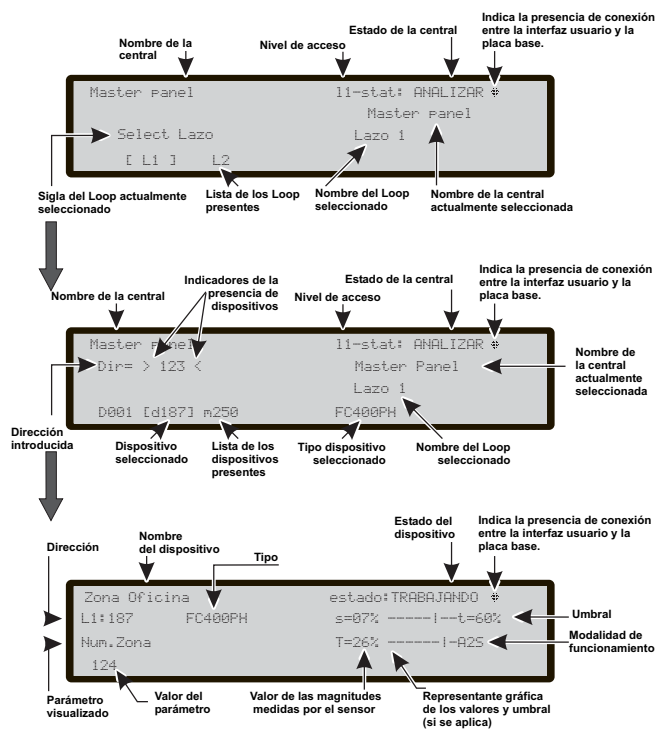 Indica la presencia de conexión
entre la interfaz usuario y la
placa base.
Estado de la central
Nombre de la
central
Nivel de acceso
Master panel l1-stat: ANALIZAR
Master panel
Select Lazo Lazo 1
[ L1 ] L2
Sigla del Loop actualmente
seleccionado
Lista de los Loop
presentes
Nombre del Loop
seleccionado
Nombre de la central
actualmente seleccionada
Indica la presencia de conexión
entre la interfaz usuario y la
placa base.
Estado de la central
Indicadores de la
presencia de
dispositivos
Nombre de la central
Nivel de acceso
Master panel l1-stat: ANALIZAR
Dir= > 123 < Master Panel
Lazo 1
D001 [d187] m250 FC400PH
Nombre de
la central
actualmente
seleccionada
Dirección
introducida
Dispositivo
seleccionado
Lista de los
dispositivos
presentes
Tipo dispositivo
seleccionado
Nombre del Loop
seleccionado
Estado del
dispositivo
Indica la presencia de conexión
entre la interfaz usuario y la
placa base.
Dirección
Nombre
del dispositivo
Tipo
Zona Oficina estado:TRABAJANDO
L1:187 FC400PH s=07% -----|--t=60%
Num.Zona T=26% ------|-A2S
124
Umbral
Modalidad de
funcionamiento
Parámetro
visualizado
Valor del
parámetro
Valor de las magnitudes
medidas por el sensor
Representante gráfica
de los valores y umbral
(si se aplica)